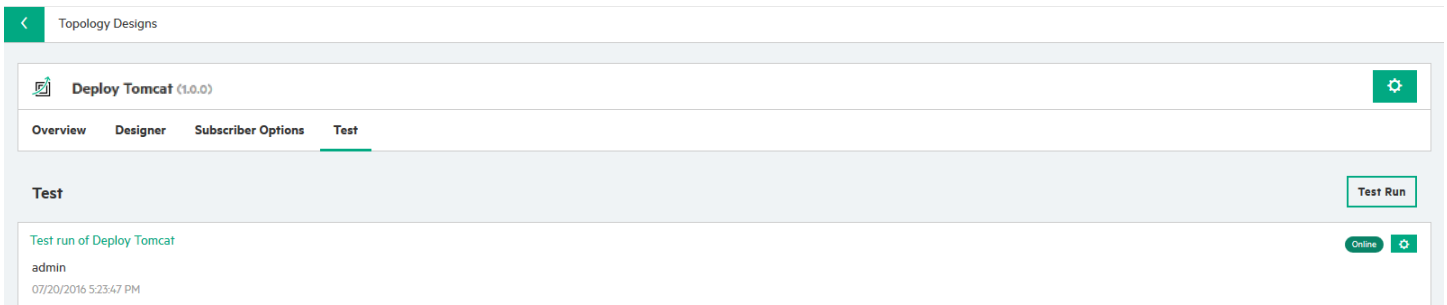 Topology Designs
Deploy Tomcat (1.0.0)
Overview Designer Subscriber Options Test
Test Test Run
Test run of Deploy Tomcat Online
admin
07/20/2016 5:23:47 PM